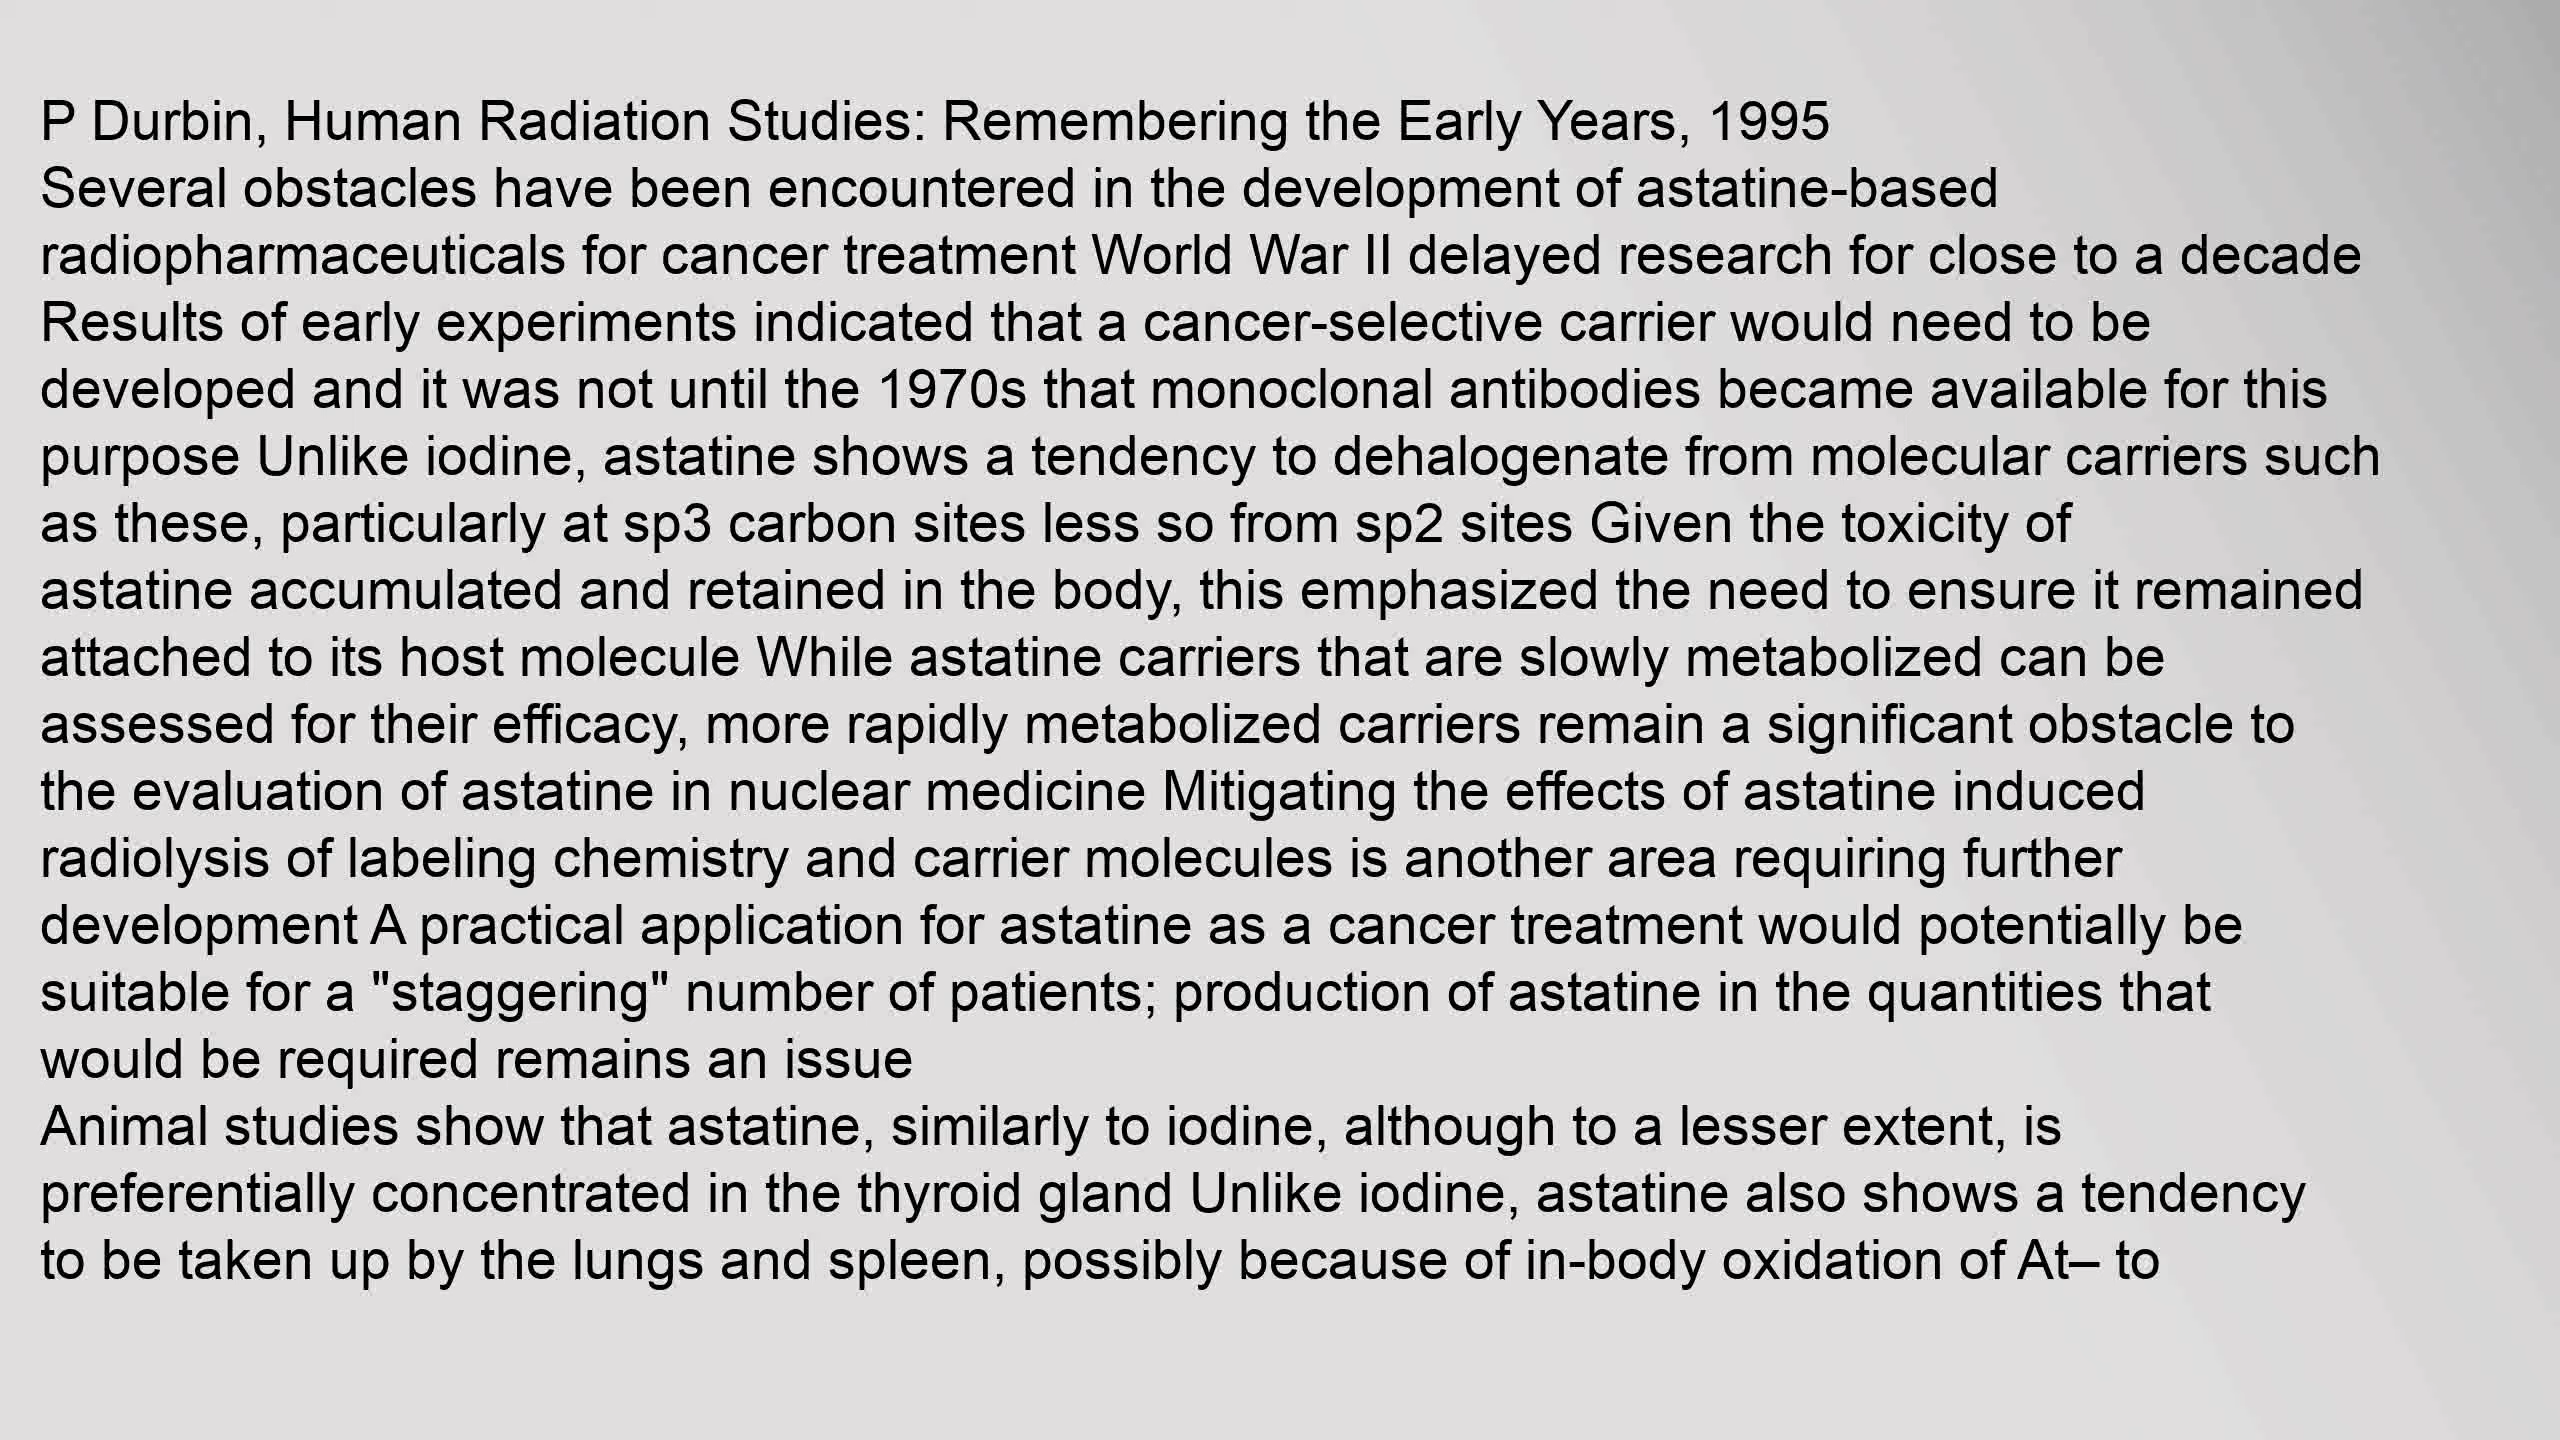 P Durbin, Human Radiation Studies: Remembering the Early Years, 1995
Several obstacles have been encountered in the development of astatine-based
radiopharmaceuticals for cancer treatment World War II delayed research for close to a decade
Results of early experiments indicated that a cancer-selective carrier would need to be
developed and it was not until the 1970s that monoclonal antibodies became available for this
purpose Unlike iodine, astatine shows a tendency to dehalogenate from molecular carriers such
as these, particularly at sp3 carbon sites less so from sp2 sites Given the toxicity of
astatine accumulated and retained in the body, this emphasized the need to ensure it remained
attached to its host molecule While astatine carriers that are slowly metabolized can be
assessed for their efficacy, more rapidly metabolized carriers remain a significant obstacle to
the evaluation of astatine in nuclear medicine Mitigating the effects of astatine induced
radiolysis of labeling chemistry and carrier molecules is another area requiring further
development A practical application for astatine as a cancer treatment would potentially be
suitable for a "staggering" number of patients; production of astatine in the quantities that
would be required remains an issue
Animal studies show that astatine, similarly to iodine, although to a lesser extent, is
preferentially concentrated in the thyroid gland Unlike iodine, astatine also shows a tendency
to be taken up by the lungs and spleen, possibly because of in-body oxidation of At– to